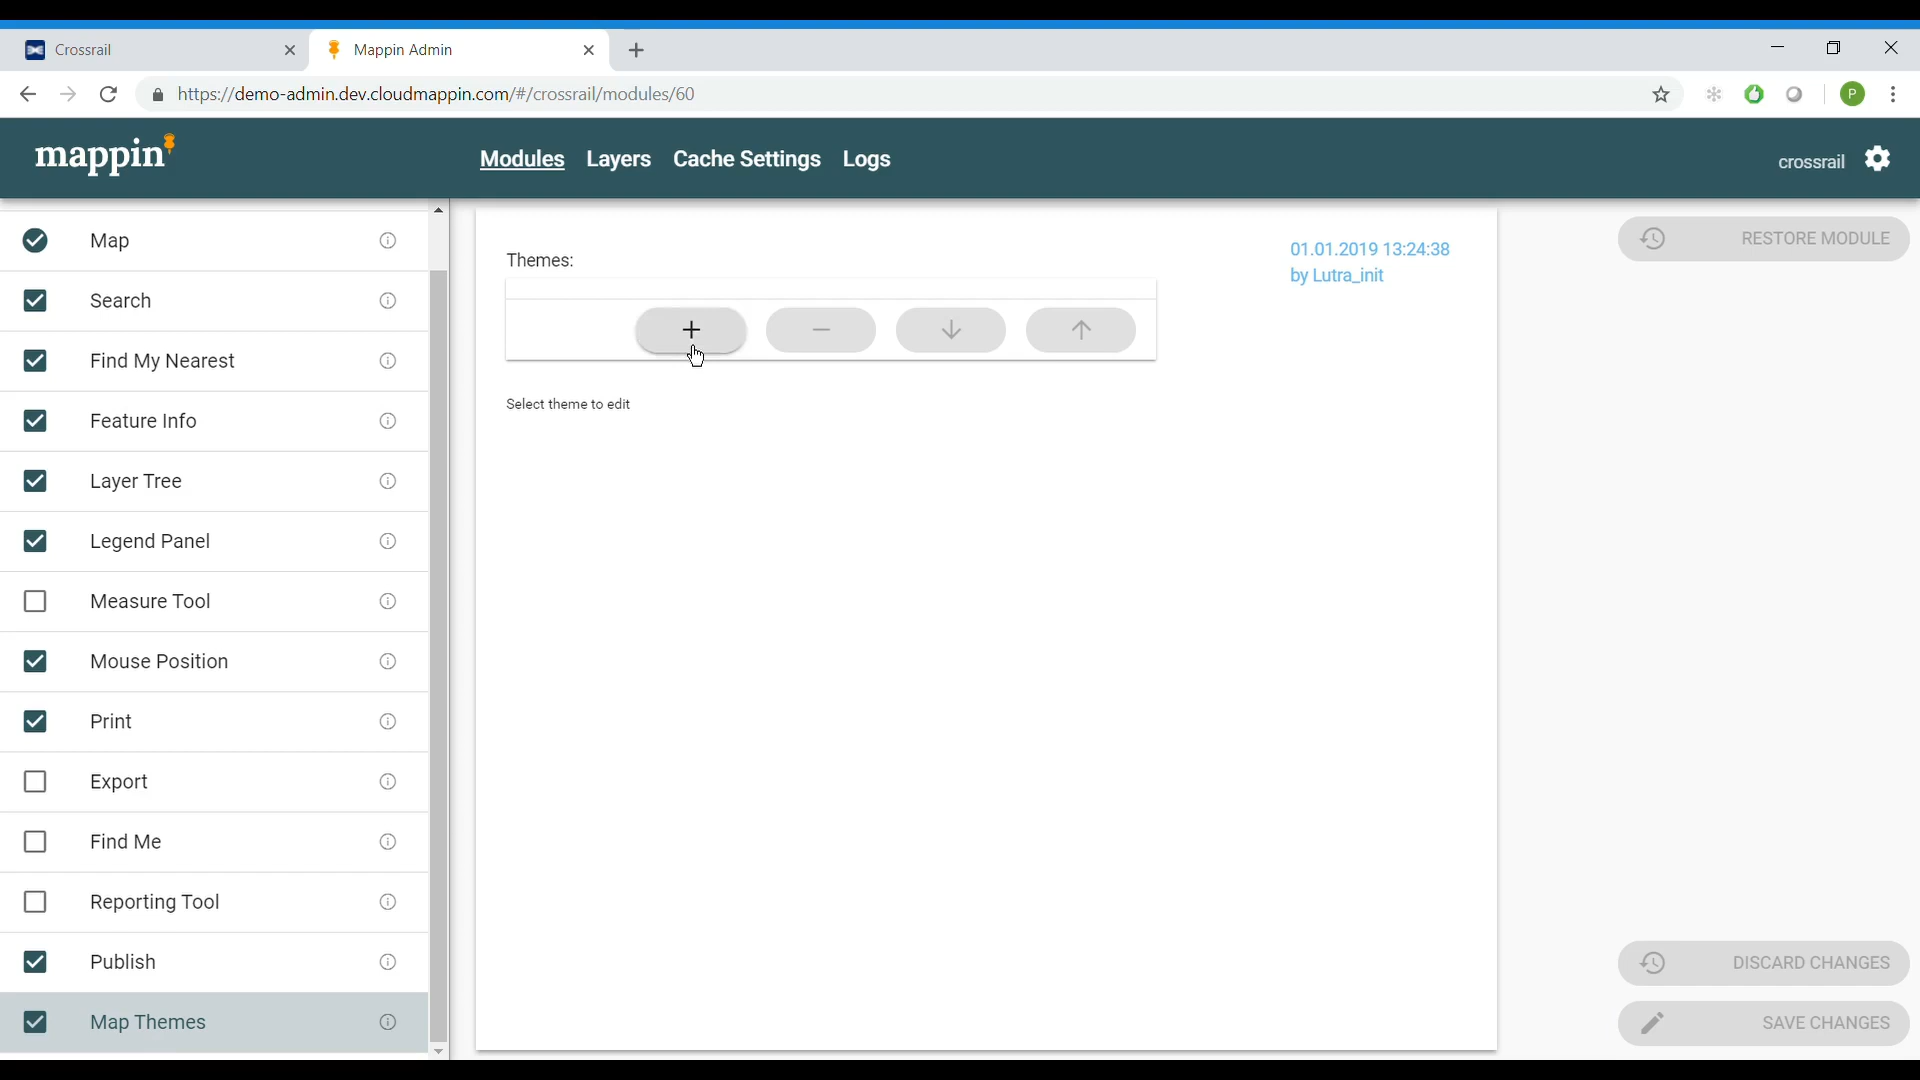 Crossrail
Mappin Admin
https://demo-admin.dev.cloudmappin.com/#/crossrail/modules/60
P
mappin
Modules Layers Cache Settings Logs
crossrail
Map
Search
Find My Nearest
Feature Info
Layer Tree
Legend Panel
Measure Tool
Mouse Position
Print
Export
Find Me
Reporting Tool
Publish
Map Themes
Themes:
01.01.2019 13:24:38
by Lutra_init
Select theme to edit
RESTORE MODULE
DISCARD CHANGES
SAVE CHANGES